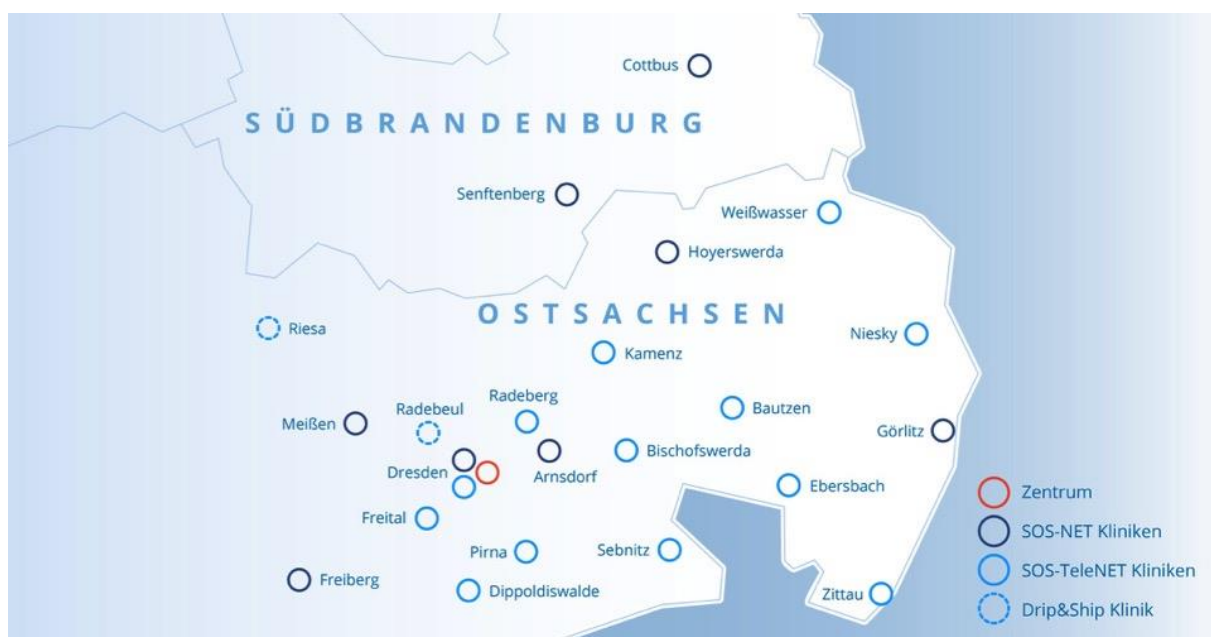 Cottbus
SÜDBRANDENBURG
Senftenberg
Weißwasser
Hoyerswerda
OSTSACHSEN
Riesa
Niesky
Kamenz
Radeberg
Radebeul
Bautzen
Meißen
Görlitz
Bischofswerda
Dresden
Arnsdorf
Ebersbach
Zentrum
Freital
SOS-NET Kliniken
Pirna
Sebnitz
SOS-TeleNET Kliniken
Freiberg
Dippoldiswalde
Zittau
Drip&Ship Klinik